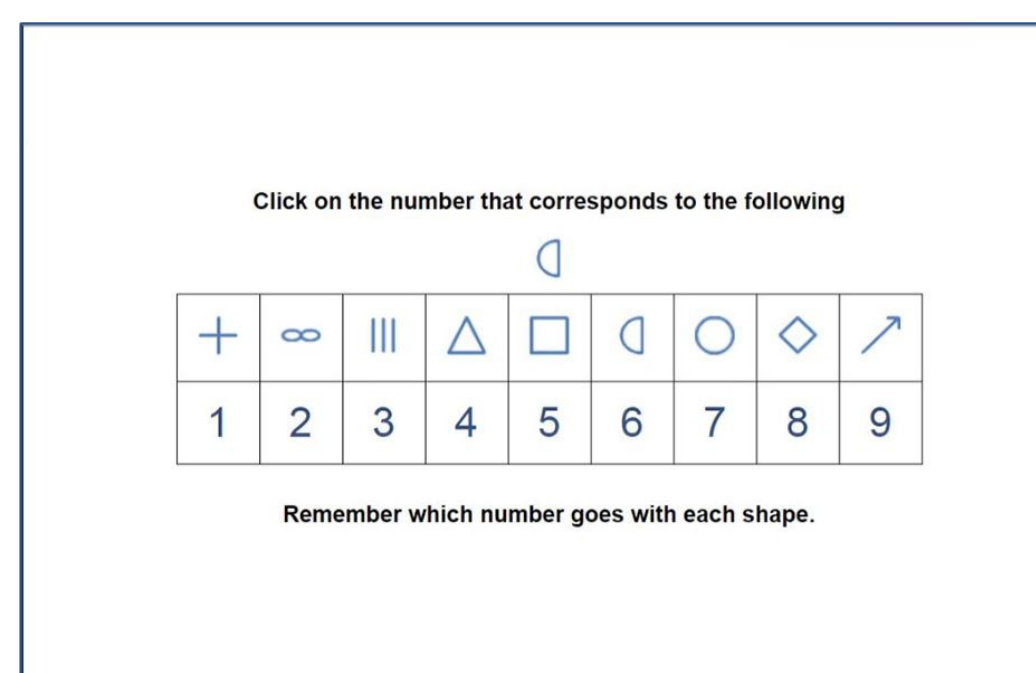 Click on the number that corresponds to the following
1 2 3 4 5 6 7 8 9
Remember which number goes with each shape.